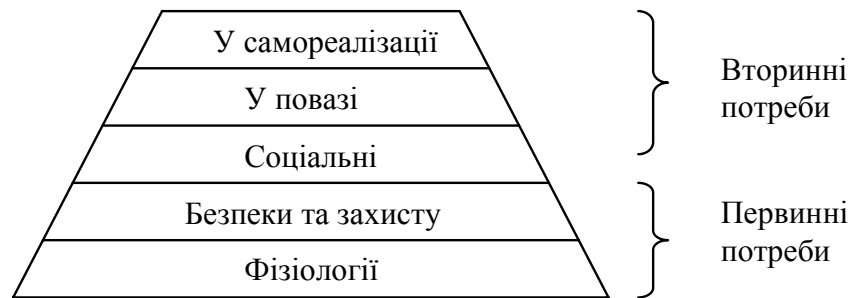 У самореалізації
У повазі
Соціальні
Безпеки та захисту
Фізіології
Вторинні
потреби
Первинні
потреби